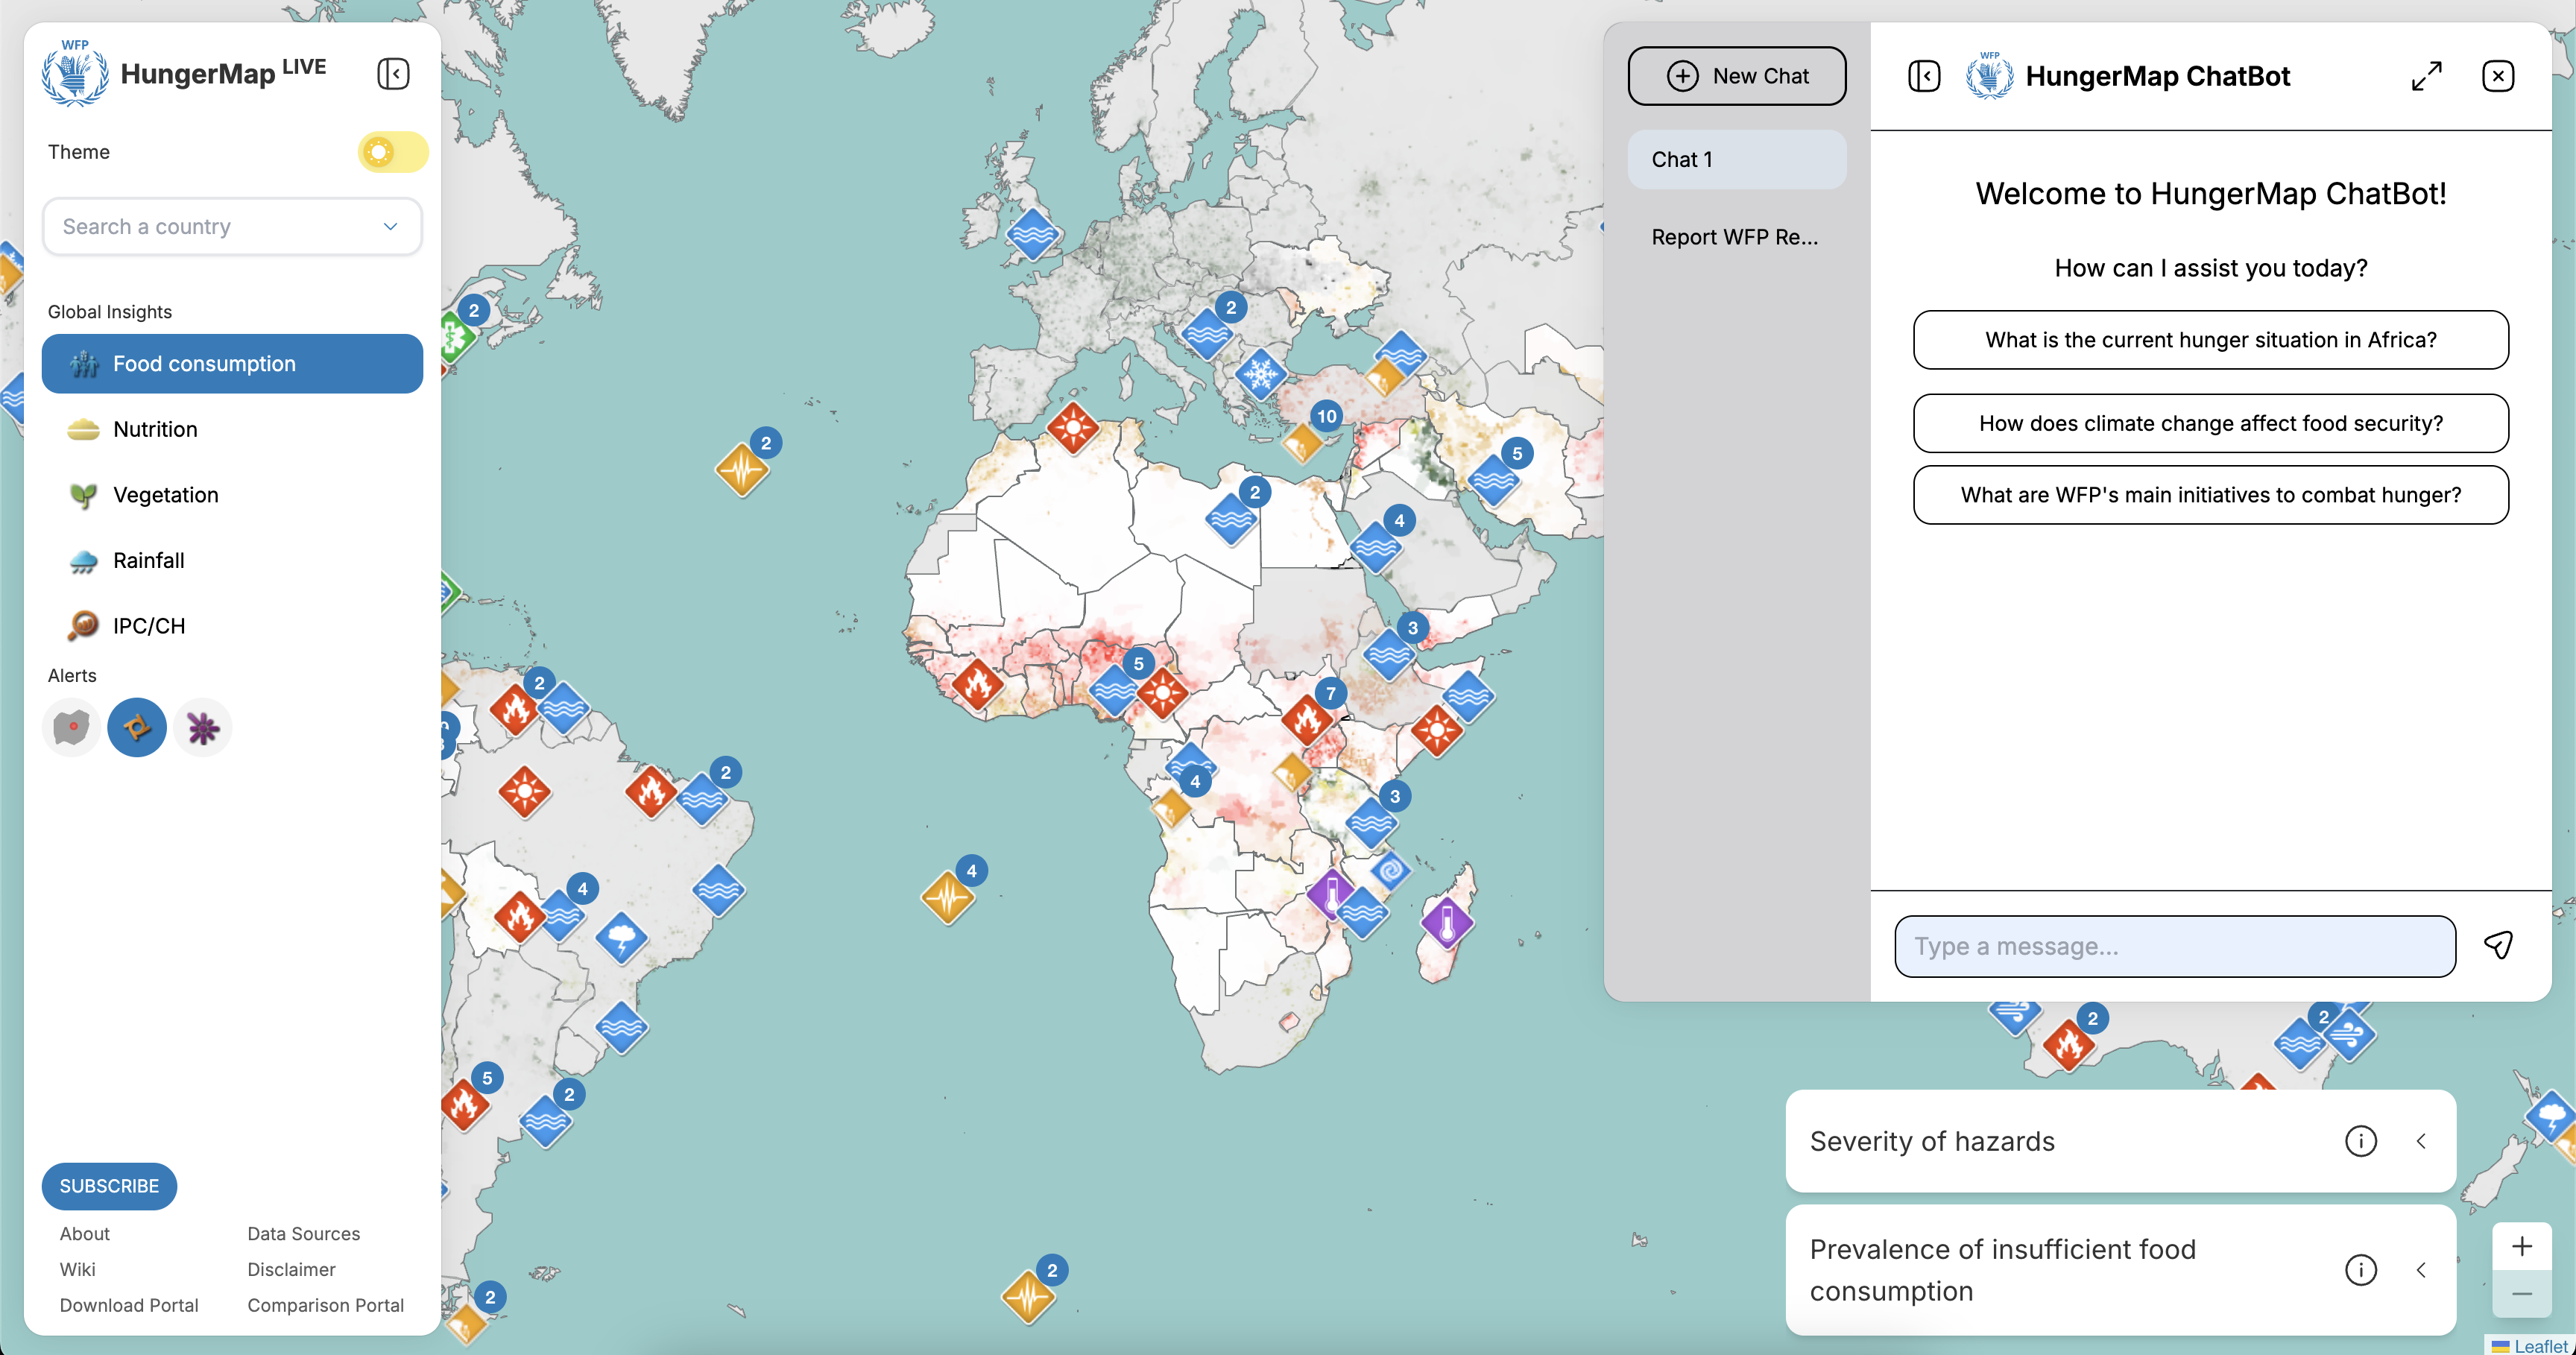 WFP
HungerMap LIVE
Theme
Search a country
Global Insights
Food consumption
Nutrition
Vegetation
Rainfall
IPC/CH
Alerts
SUBSCRIBE
About
Data Sources
Wiki
Disclaimer
Download Portal
Comparison Portal
2
2
2
10
5
2
2
4
3
5
7
2
4
3
2
4
4
5
2
2
2
2
2
New Chat
Chat 1
Report WFP Re...
WFP
HungerMap ChatBot
Welcome to HungerMap ChatBot!
How can I assist you today?
What is the current hunger situation in Africa?
How does climate change affect food security?
What are WFP's main initiatives to combat hunger?
Type a message...
Severity of hazards
Prevalence of insufficient food
consumption
+
−
Leaflet